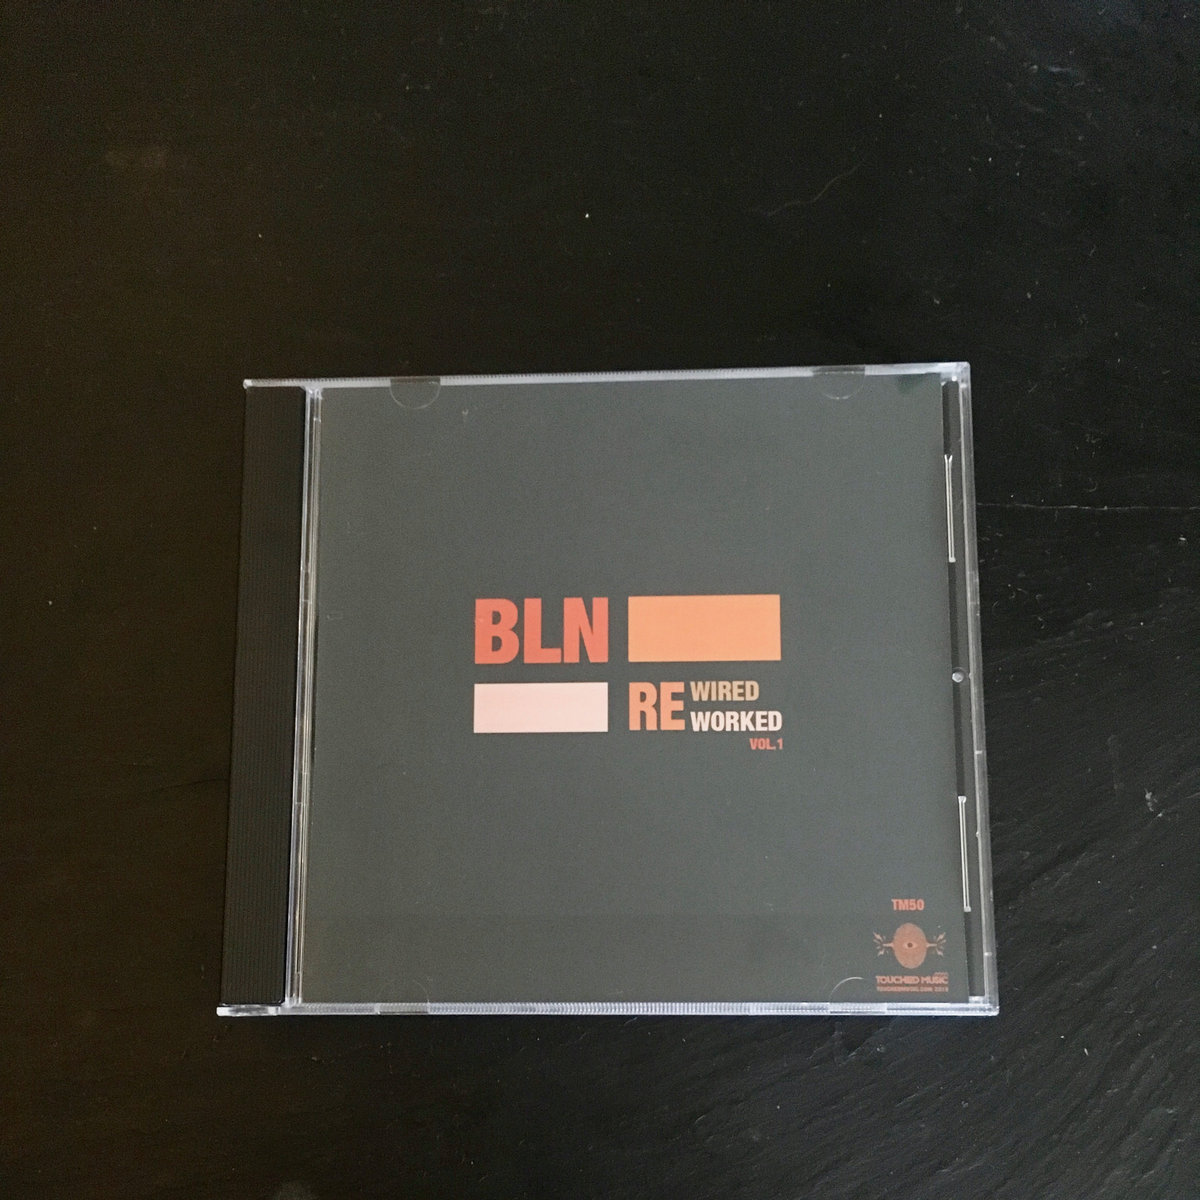 BLN
RE WIRED
WORKED
VOL.1
TM50
TOUCHED MUSIC